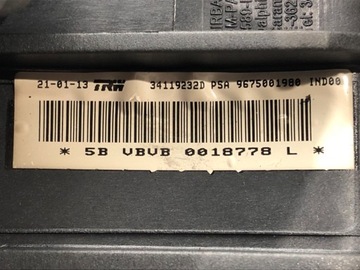 21-01-13 TRW 34119232D PSA 9675001980 IND00
* 5B VBVB 0018778 L *